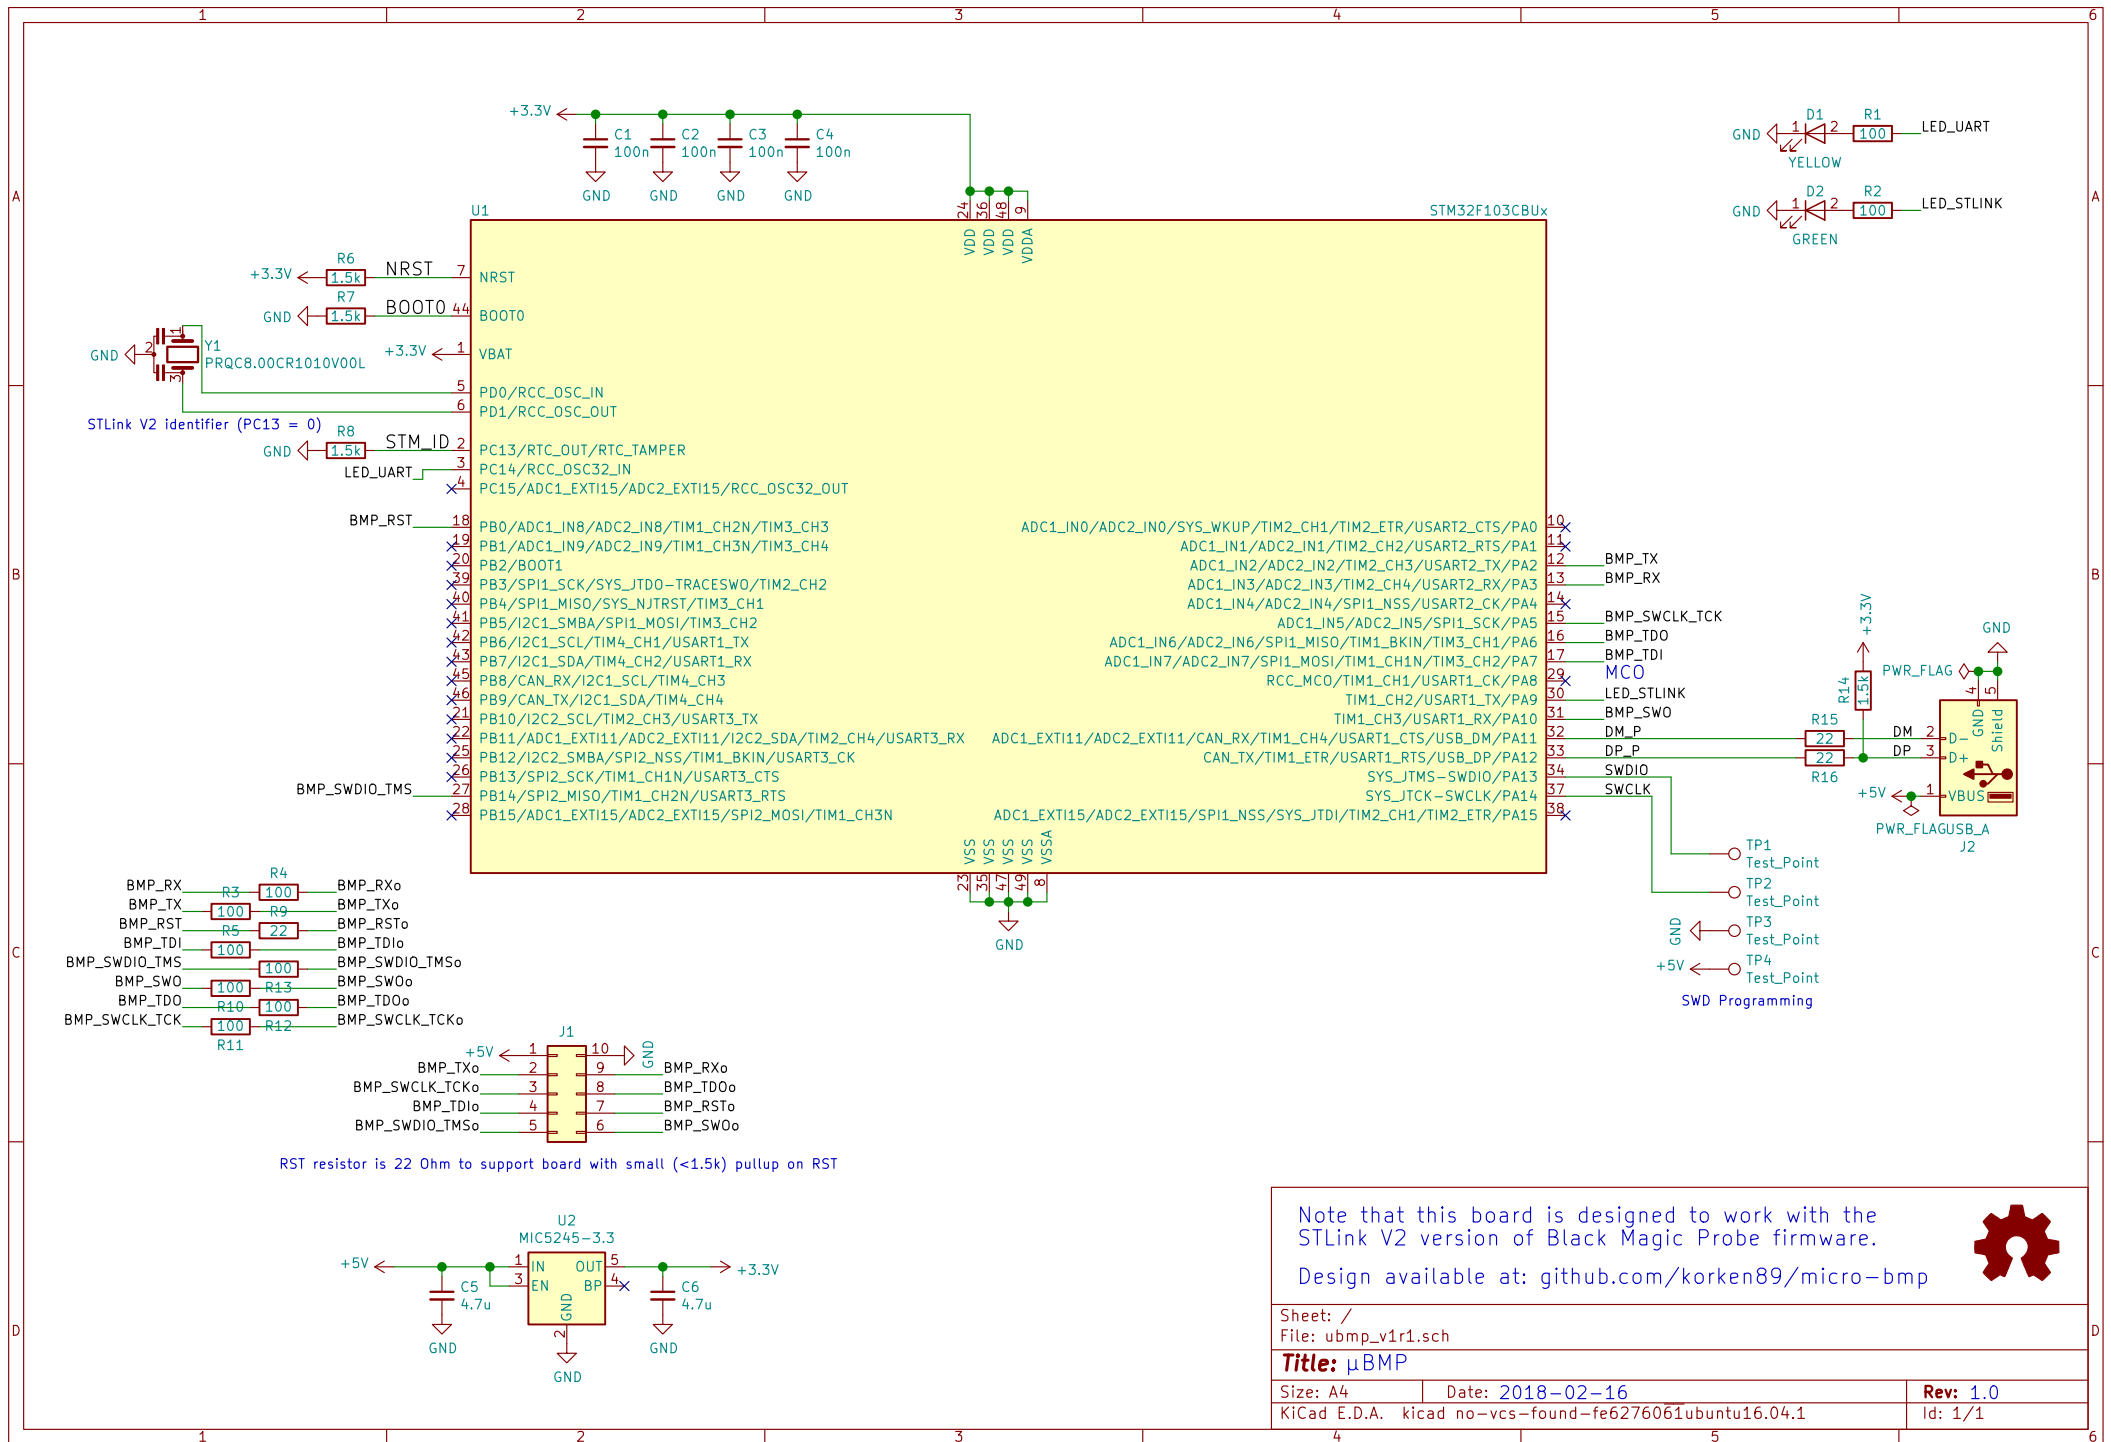 1 2 3 4 5 6
+3.3V
C1 C2 C3 C4
100n 100n 100n 100n
GND GND GND GND
D1 R1
GND 1 2 100 LED_UART
YELLOW
D2 R2
GND 1 2 100 LED_STLINK
GREEN
A A
U1 STM32F103CBUx
24 36 48 9
VDD VDD VDD VDDA
R6
+3.3V 1.5k NRST 7 NRST
R7
GND 1.5k BOOT0 44 BOOT0
GND 2 1 3 Y1
PRQC8.00CR1010V00L
+3.3V 1 VBAT
5 PD0/RCC_OSC_IN
6 PD1/RCC_OSC_OUT
STLink V2 identifier (PC13 = 0)
R8
GND 1.5k STM_ID 2 PC13/RTC_OUT/RTC_TAMPER
LED_UART 3 PC14/RCC_OSC32_IN
4 PC15/ADC1_EXTI15/ADC2_EXTI15/RCC_OSC32_OUT
BMP_RST 18 PB0/ADC1_IN8/ADC2_IN8/TIM1_CH2N/TIM3_CH3
19 PB1/ADC1_IN9/ADC2_IN9/TIM1_CH3N/TIM3_CH4
20 PB2/BOOT1
39 PB3/SPI1_SCK/SYS_JTDO-TRACESWO/TIM2_CH2
40 PB4/SPI1_MISO/SYS_NJTRST/TIM3_CH1
41 PB5/I2C1_SMBA/SPI1_MOSI/TIM3_CH2
42 PB6/I2C1_SCL/TIM4_CH1/USART1_TX
43 PB7/I2C1_SDA/TIM4_CH2/USART1_RX
45 PB8/CAN_RX/I2C1_SCL/TIM4_CH3
46 PB9/CAN_TX/I2C1_SDA/TIM4_CH4
21 PB10/I2C2_SCL/TIM2_CH3/USART3_TX
22 PB11/ADC1_EXTI11/ADC2_EXTI11/I2C2_SDA/TIM2_CH4/USART3_RX
25 PB12/I2C2_SMBA/SPI2_NSS/TIM1_BKIN/USART3_CK
26 PB13/SPI2_SCK/TIM1_CH1N/USART3_CTS
BMP_SWDIO_TMS 27 PB14/SPI2_MISO/TIM1_CH2N/USART3_RTS
28 PB15/ADC1_EXTI15/ADC2_EXTI15/SPI2_MOSI/TIM1_CH3N
ADC1_IN0/ADC2_IN0/SYS_WKUP/TIM2_CH1/TIM2_ETR/USART2_CTS/PA0 10
ADC1_IN1/ADC2_IN1/TIM2_CH2/USART2_RTS/PA1 11
ADC1_IN2/ADC2_IN2/TIM2_CH3/USART2_TX/PA2 12 BMP_TX
ADC1_IN3/ADC2_IN3/TIM2_CH4/USART2_RX/PA3 13 BMP_RX
ADC1_IN4/ADC2_IN4/SPI1_NSS/USART2_CK/PA4 14
ADC1_IN5/ADC2_IN5/SPI1_SCK/PA5 15 BMP_SWCLK_TCK
ADC1_IN6/ADC2_IN6/SPI1_MISO/TIM1_BKIN/TIM3_CH1/PA6 16 BMP_TDO
ADC1_IN7/ADC2_IN7/SPI1_MOSI/TIM1_CH1N/TIM3_CH2/PA7 17 BMP_TDI
RCC_MCO/TIM1_CH1/USART1_CK/PA8 29 MCO
TIM1_CH2/USART1_TX/PA9 30 LED_STLINK
TIM1_CH3/USART1_RX/PA10 31 BMP_SWO
ADC1_EXTI11/ADC2_EXTI11/CAN_RX/TIM1_CH4/USART1_CTS/USB_DM/PA11 32 DM_P
CAN_TX/TIM1_ETR/USART1_RTS/USB_DP/PA12 33 DP_P
SYS_JTMS-SWDIO/PA13 34 SWDIO
SYS_JTCK-SWCLK/PA14 37 SWCLK
ADC1_EXTI15/ADC2_EXTI15/SPI1_NSS/SYS_JTDI/TIM2_CH1/TIM2_ETR/PA15 38
VSS VSS VSS VSS VSSA
23 35 47 49 8
GND
B B
+3.3V
R14 1.5k
GND
PWR_FLAG
4 5
GND Shield
R15
22 DM 2 D-
22 DP 3 D+
R16
+5V 1 VBUS
PWR_FLAG USB_A
J2
TP1
Test_Point
TP2
Test_Point
GND TP3
Test_Point
+5V TP4
Test_Point
SWD Programming
C C
R4
BMP_RX 100 BMP_RXo
R3
BMP_TX 100 BMP_TXo
R9
BMP_RST 22 BMP_RSTo
R5
BMP_TDI 100 BMP_TDIo
BMP_SWDIO_TMS 100 BMP_SWDIO_TMSo
BMP_SWO 100 R13 BMP_SWOo
BMP_TDO R10 100 BMP_TDOo
BMP_SWCLK_TCK 100 R12 BMP_SWCLK_TCKo
R11
J1
+5V 1 10 GND
BMP_TXo 2 9 BMP_RXo
BMP_SWCLK_TCKo 3 8 BMP_TDOo
BMP_TDIo 4 7 BMP_RSTo
BMP_SWDIO_TMSo 5 6 BMP_SWOo
RST resistor is 22 Ohm to support board with small (<1.5k) pullup on RST
U2
MIC5245-3.3
+5V 1 IN OUT 5 +3.3V
3 EN BP 4
GND 2
C5 C6
4.7u 4.7u
GND GND
GND
D D
Note that this board is designed to work with the
STLink V2 version of Black Magic Probe firmware.
Design available at: github.com/korken89/micro-bmp
Sheet: /
File: ubmp_v1r1.sch
Title: µBMP
Size: A4 Date: 2018-02-16 Rev: 1.0
KiCad E.D.A. kicad no-vcs-found-fe6276061ubuntu16.04.1 Id: 1/1
1 2 3 4 5 6